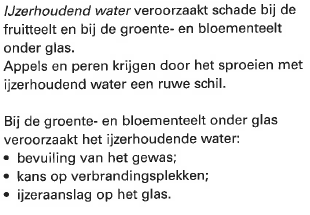 IJzerhoudend water veroorzaakt schade bij de
fruitteelt en bij de groente- en bloementeelt
onder glas.
Appels en peren krijgen door het sproeien met
ijzerhoudend water een ruwe schil.

Bij de groente- en bloementeelt onder glas
veroorzaakt het ijzerhoudende water:
• bevuiling van het gewas;
• kans op verbrandingsplekken;
• ijzeraanslag op het glas.